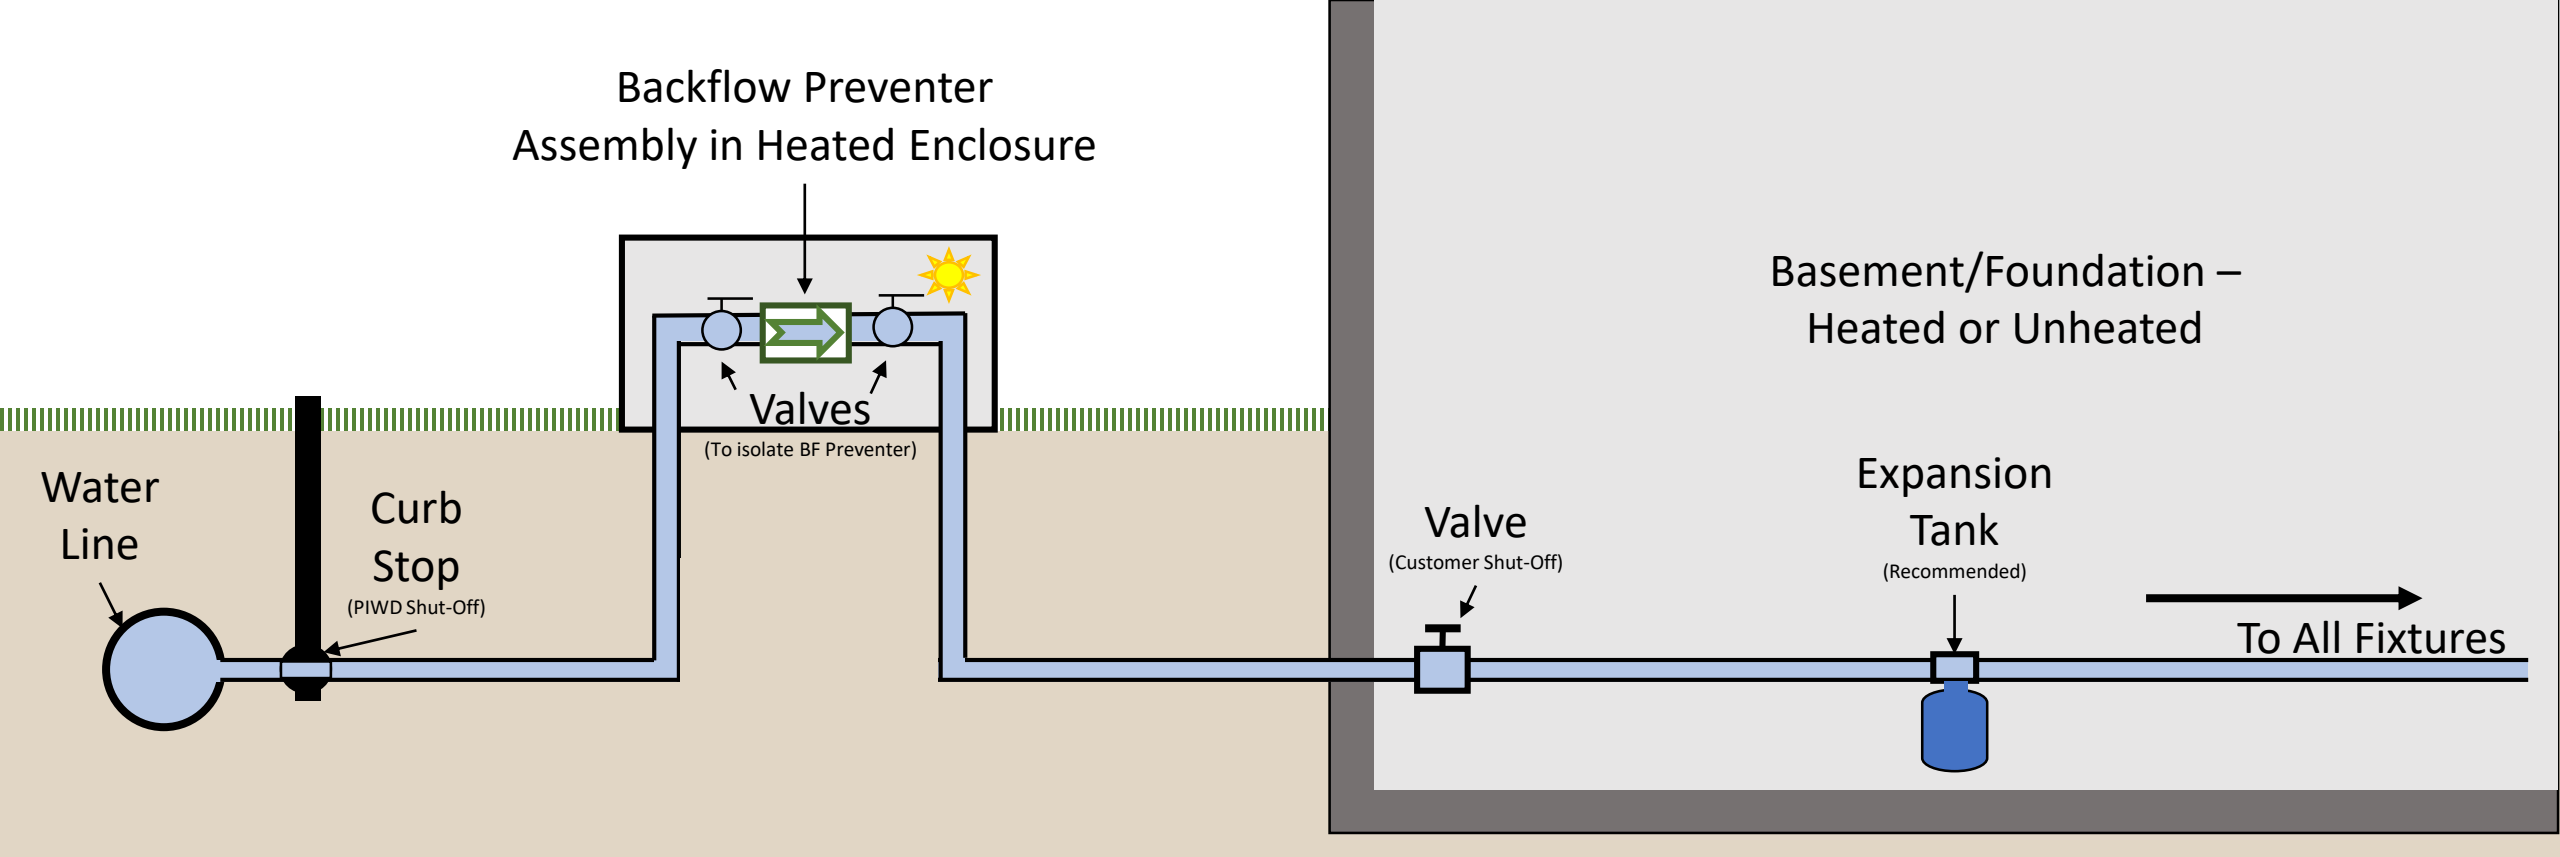 Backflow Preventer
Assembly in Heated Enclosure
Valves
(To isolate BF Preventer)
Water
Line
Curb
Stop
(PIWD Shut-Off)
Basement/Foundation –
Heated or Unheated
Valve
(Customer Shut-Off)
Expansion
Tank
(Recommended)
To All Fixtures